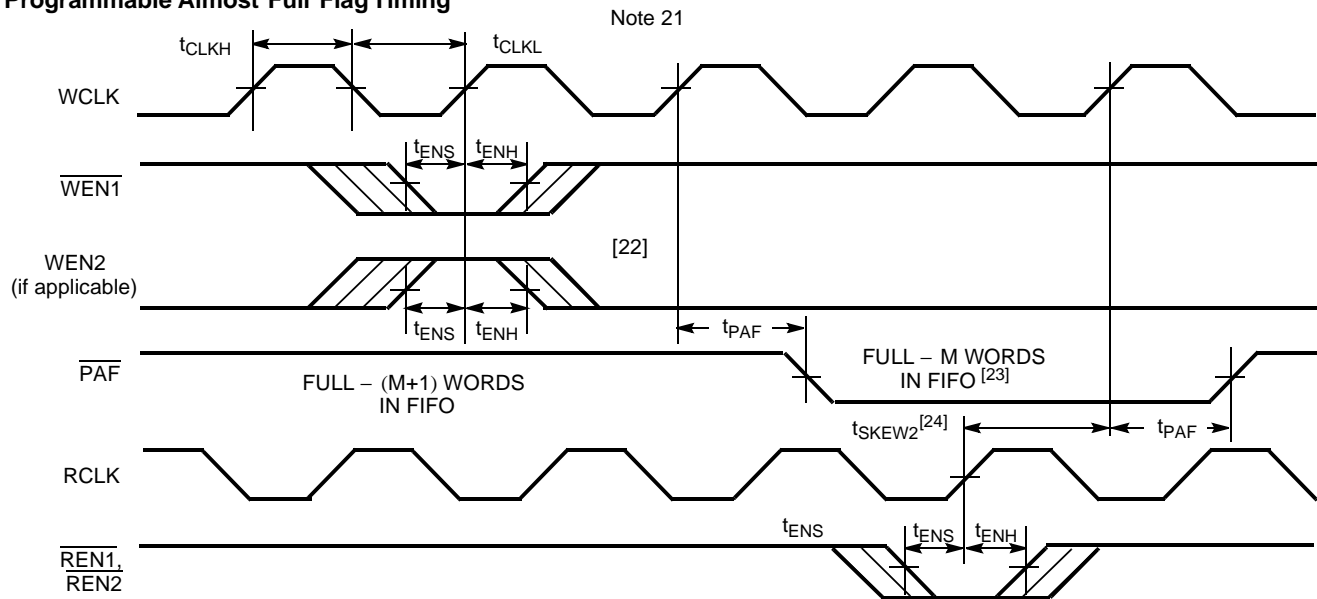 Programmable Almost Full Flag Timing
Note 21
tCLKH
tCLKL
WCLK
tENS
tENH
WEN1
WEN2
(if applicable)
[22]
tENS
tENH
tPAF
PAF
FULL − (M+1) WORDS
IN FIFO
FULL − M WORDS
IN FIFO [23]
tSKEW2[24]
tPAF
RCLK
tENS
tENS
tENH
REN1,
REN2